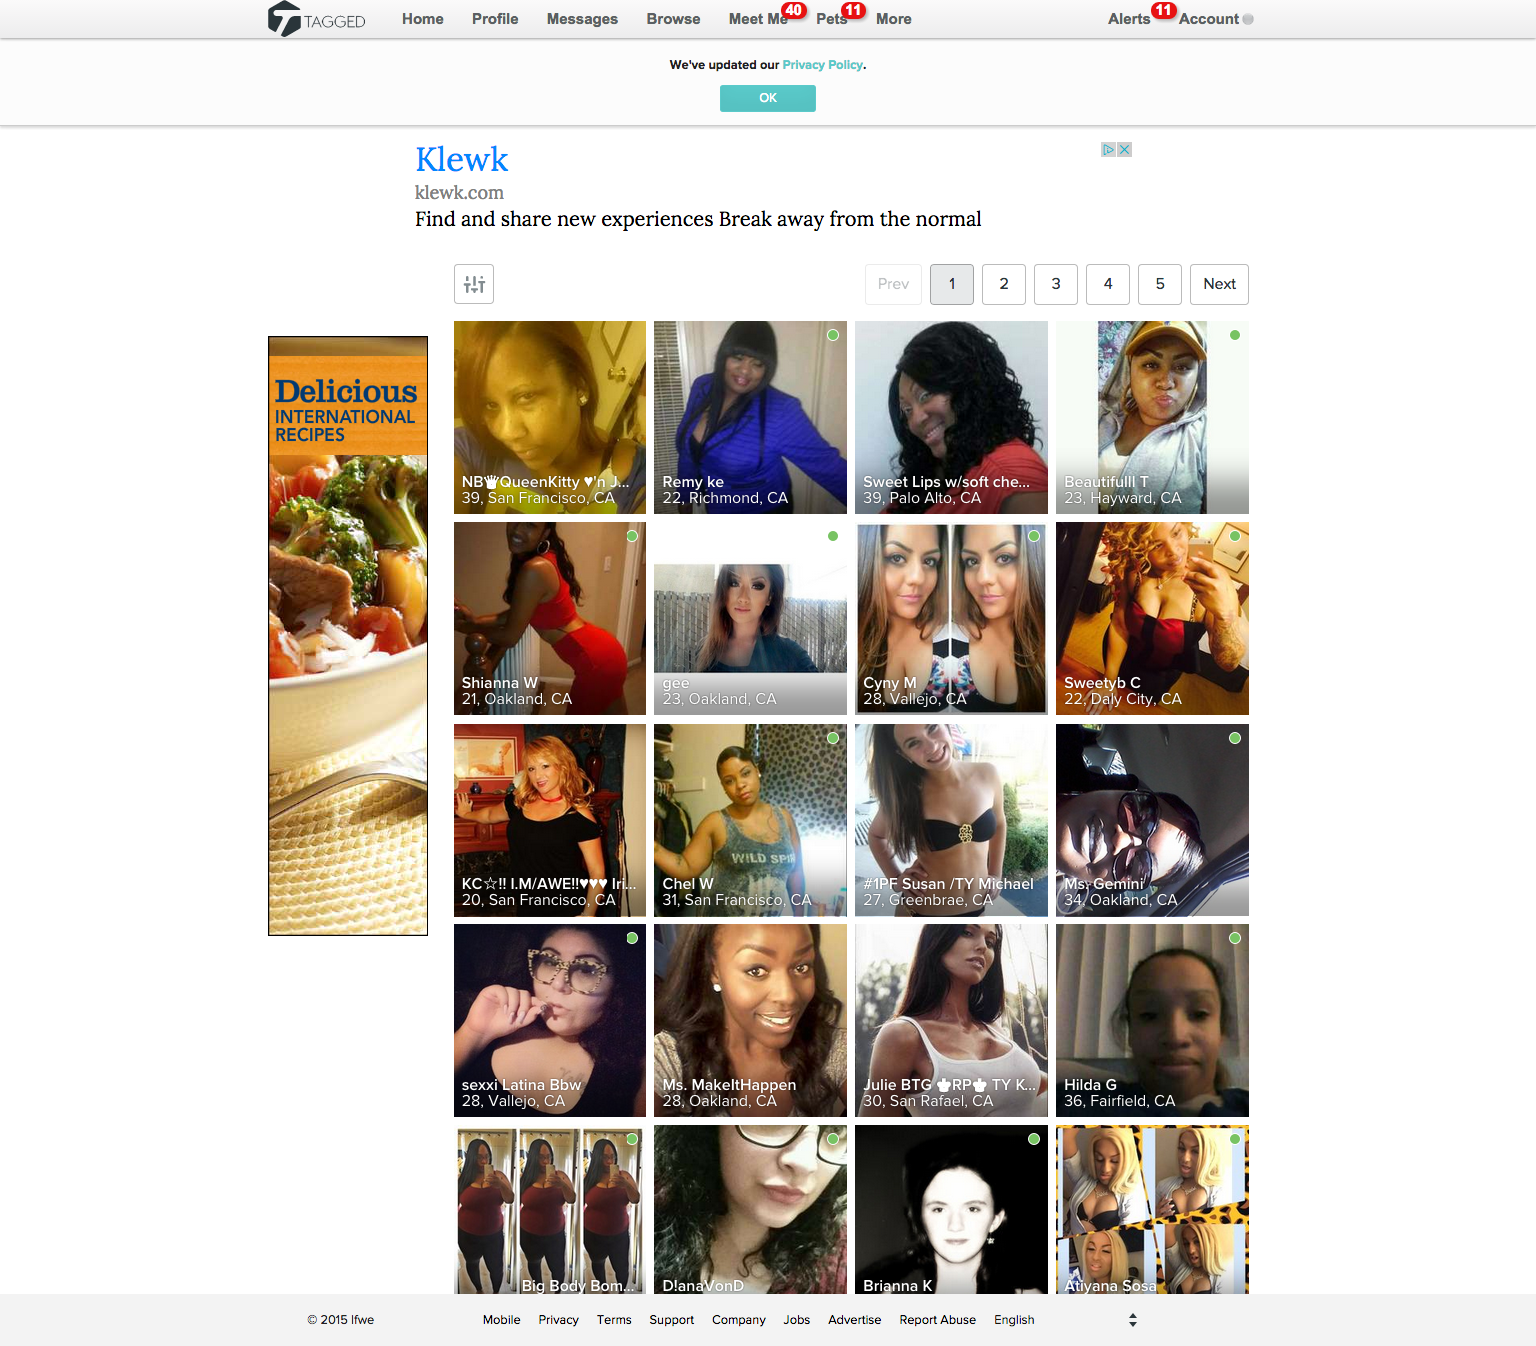 TAGGED
Home Profile Messages Browse Meet Me 40 Pets 11 More Alerts 11 Account
We've updated our Privacy Policy.
OK
Klewk
klewk.com
Find and share new experiences Break away from the normal
Prev 1 2 3 4 5 Next
Delicious
INTERNATIONAL
RECIPES
NB♛QueenKitty ♥'n J...
39, San Francisco, CA
Remy ke
22, Richmond, CA
Sweet Lips w/soft che...
39, Palo Alto, CA
Beautifulll T
23, Hayward, CA
Shianna W
21, Oakland, CA
gee
23, Oakland, CA
Cyny M
28, Vallejo, CA
Sweetyb C
22, Daly City, CA
KC☆!! I.M/AWE!!♥♥♥ Iri...
20, San Francisco, CA
WILD SPIR
Chel W
31, San Francisco, CA
#1PF Susan /TY Michael
27, Greenbrae, CA
Ms. Gemini
34, Oakland, CA
sexxi Latina Bbw
28, Vallejo, CA
Ms. MakeItHappen
28, Oakland, CA
Julie BTG ♚RP♚ TY K...
30, San Rafael, CA
Hilda G
36, Fairfield, CA
Big Body Bom...
D!anaVonD
Brianna K
Atiyana Sosa
© 2015 Ifwe Mobile Privacy Terms Support Company Jobs Advertise Report Abuse English